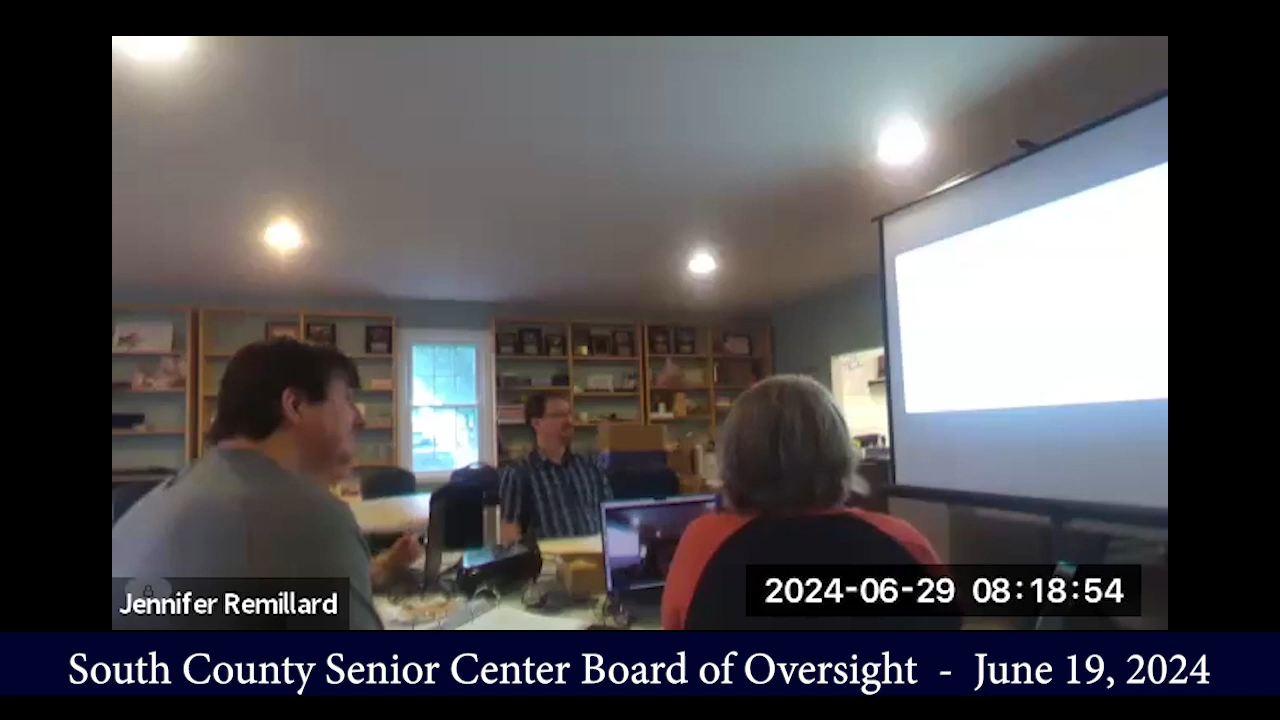 Jennifer Remillard
2024-06-29 08:18:54
South County Senior Center Board of Oversight - June 19, 2024